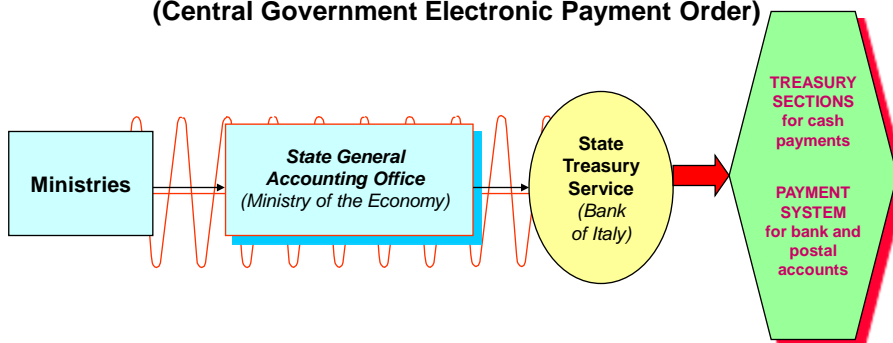 (Central Government Electronic Payment Order)
Ministries
State General
Accounting Office
(Ministry of the Economy)
State
Treasury
Service
(Bank
of Italy)
TREASURY
SECTIONS
for cash
payments
PAYMENT
SYSTEM
for bank and
postal
accounts